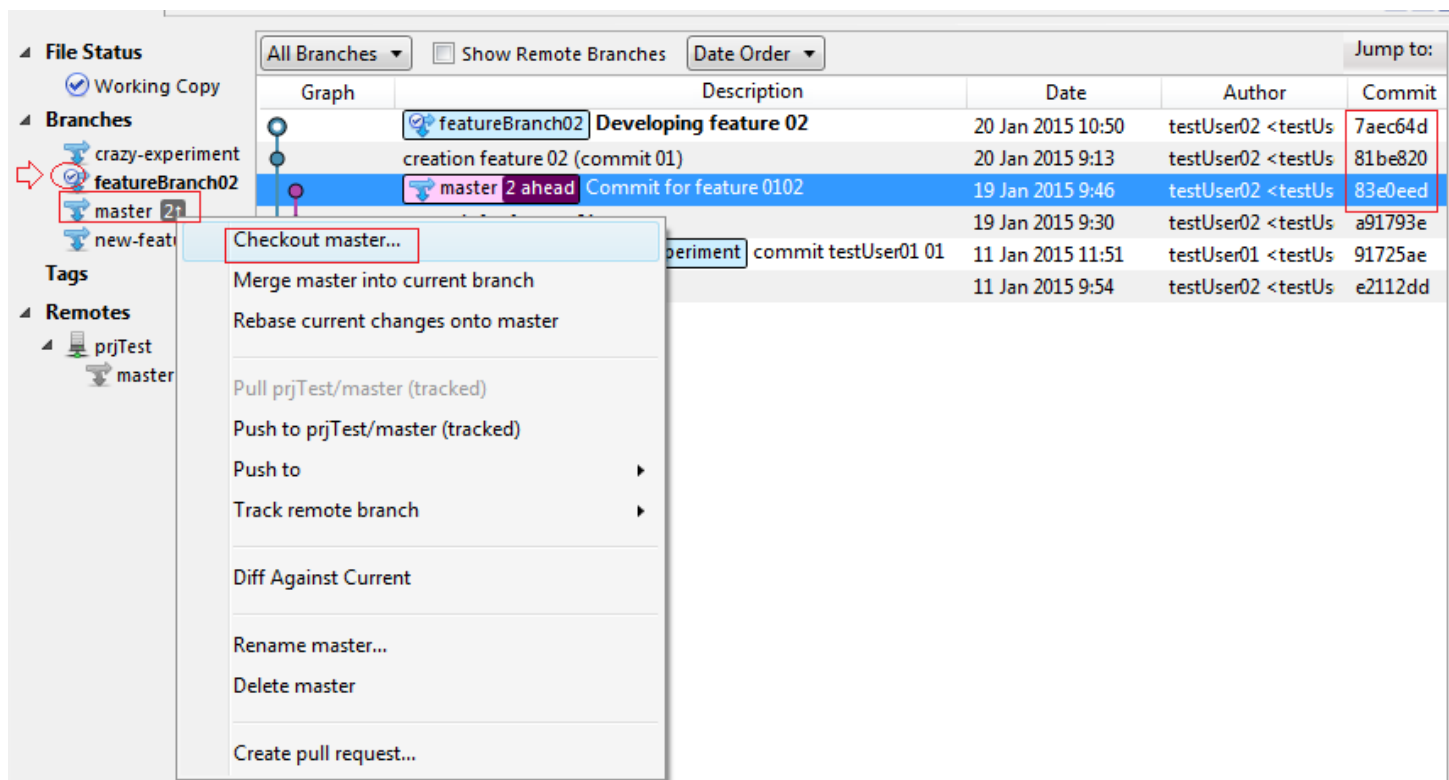 File Status
Working Copy
Branches
crazy-experiment
featureBranch02
master 2↑
new-featu
Tags
Remotes
prjTest
master
All Branches Show Remote Branches Date Order Jump to:
Graph Description Date Author Commit
featureBranch02 Developing feature 02 20 Jan 2015 10:50 testUser02 <testUs 7aec64d
creation feature 02 (commit 01) 20 Jan 2015 9:13 testUser02 <testUs 81be820
master 2 ahead Commit for feature 0102 19 Jan 2015 9:46 testUser02 <testUs 83e0eed
19 Jan 2015 9:30 testUser02 <testUs a91793e
periment commit testUser01 01 11 Jan 2015 11:51 testUser01 <testUs 91725ae
11 Jan 2015 9:54 testUser02 <testUs e2112dd
Checkout master...
Merge master into current branch
Rebase current changes onto master
Pull prjTest/master (tracked)
Push to prjTest/master (tracked)
Push to
Track remote branch
Diff Against Current
Rename master...
Delete master
Create pull request...